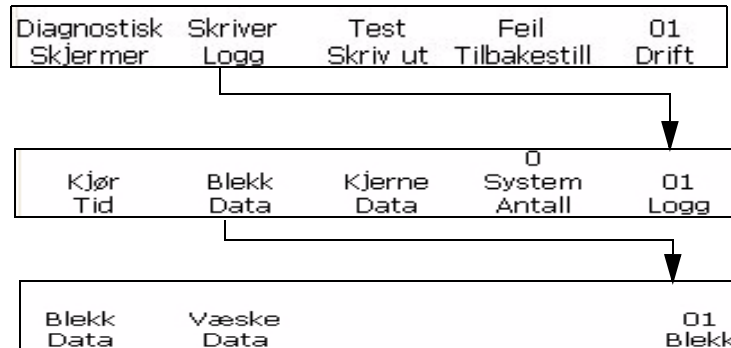 Diagnostisk Skriver Test Feil 01
Skjermer Logg Skriv ut Tilbakestill Drift
0
Kjør Blekk Kjerne System 01
Tid Data Data Antall Logg
Blekk Væske 01
Data Data Blekk